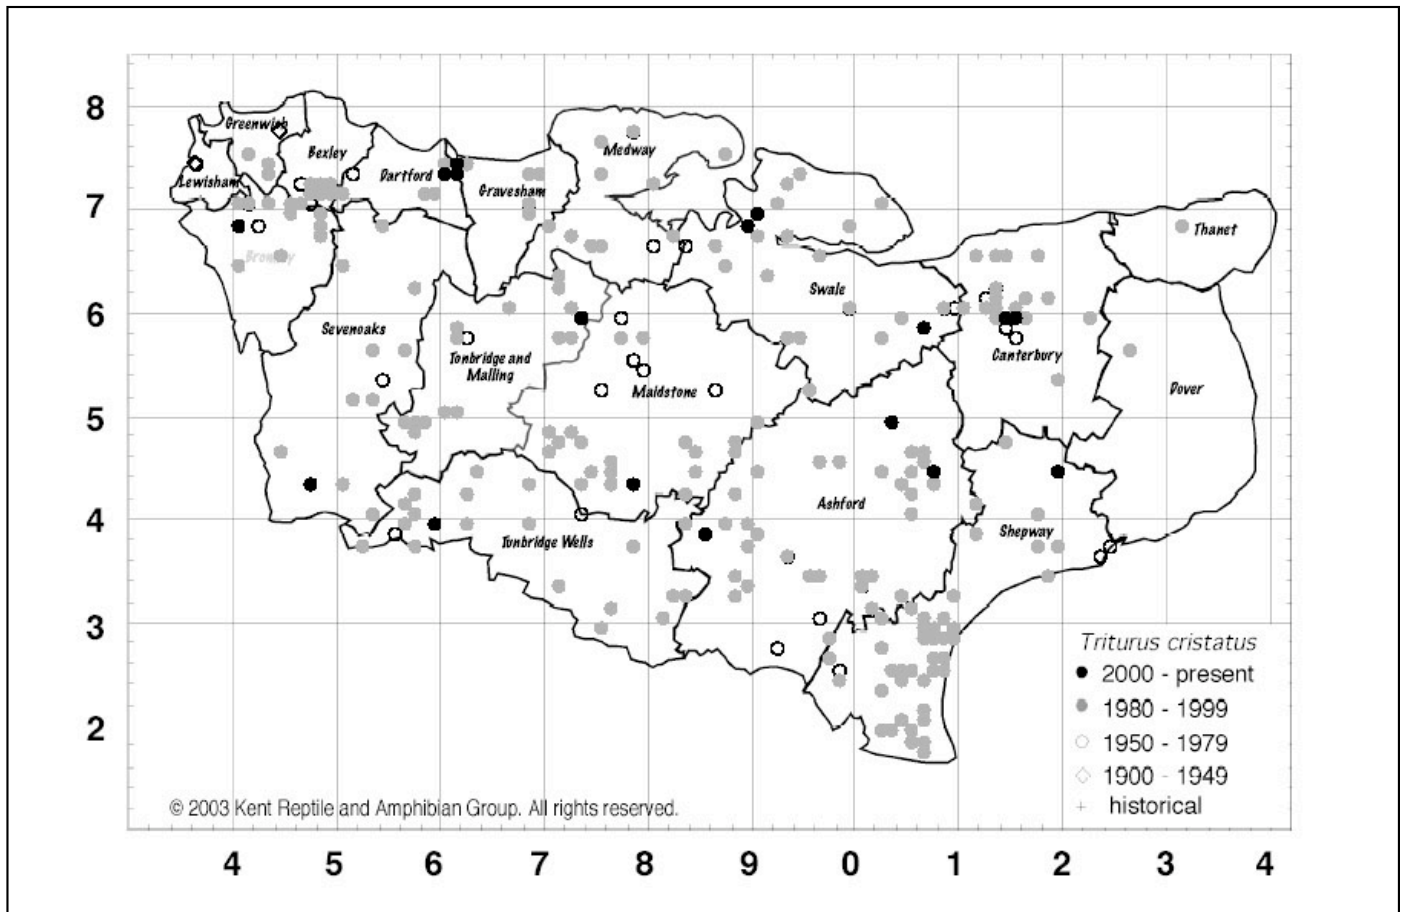 8
Greenwich
Bexley
Medway
Lewisham
Dartford
Gravesham
7
Thanet
Bromley
Swale
6
Sevenoaks
Tonbridge and
Malling
Canterbury
Maidstone
Dover
5
Ashford
4
Tunbridge Wells
Shepway
3
Triturus cristatus
2000 - present
1980 - 1999
2
1950 - 1979
1900 - 1949
historical
© 2003 Kent Reptile and Amphibian Group. All rights reserved.
4 5 6 7 8 9 0 1 2 3 4